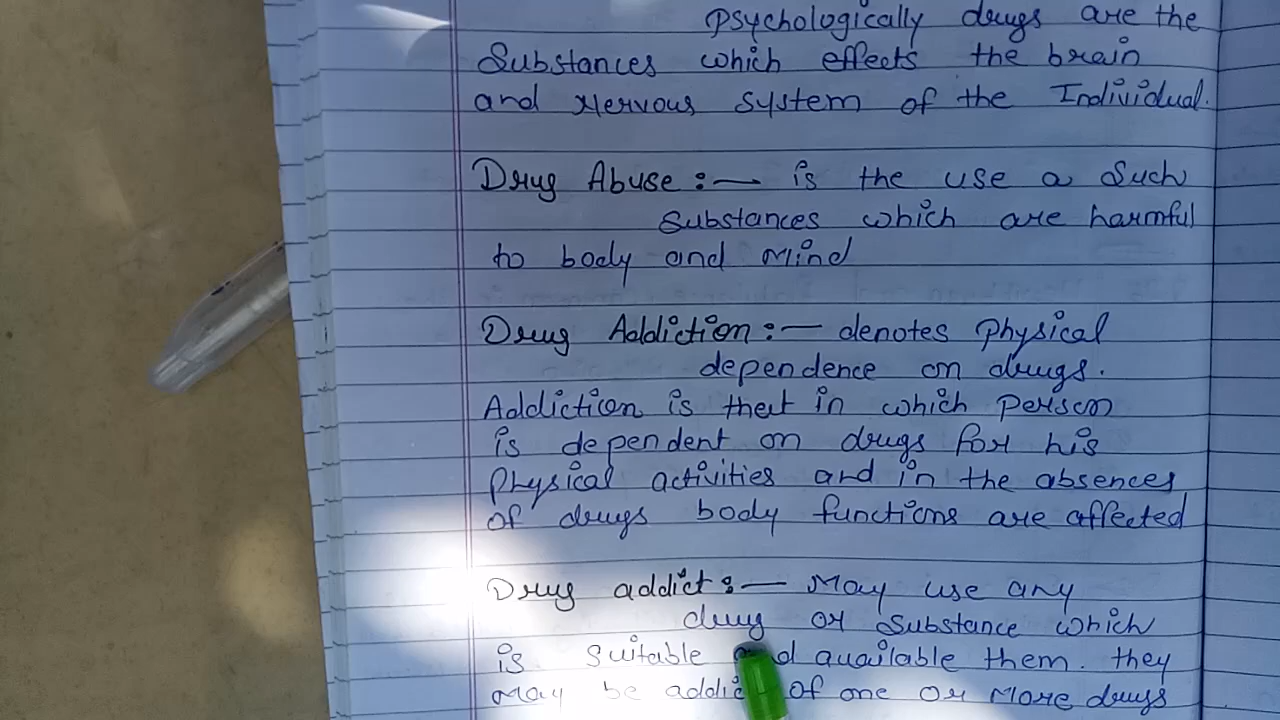 Psychologically drugs are the
Substances which effects the brain
and Nervous System of the Individual.
Drug Abuse :— is the use a Such
Substances which are harmful
to body and Mind
Drug Addiction :— denotes Physical
dependence on drugs.
Addiction is that in which Person
is dependent on drugs for his
Physical activities and in the absences
of drugs body functions are affected
Drug addict :— May use any
drug or Substance which
is Suitable and available them. they
May be addict of one or More drugs